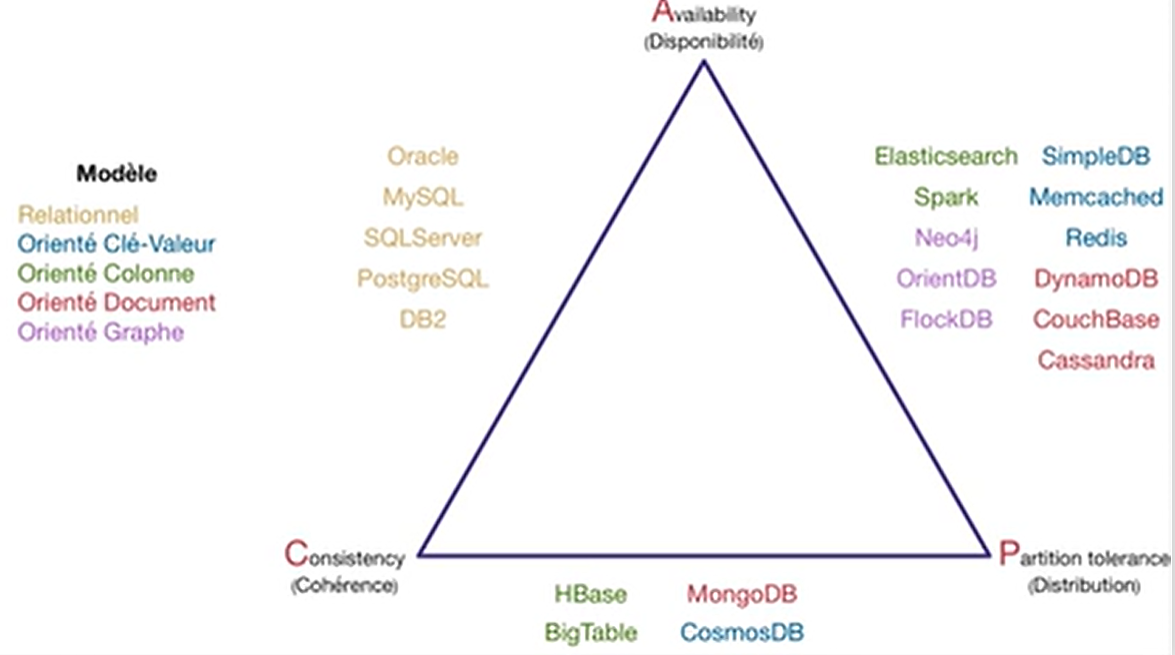 Availability
(Disponibilité)
Modèle
Relationnel
Orienté Clé-Valeur
Orienté Colonne
Orienté Document
Orienté Graphe
Oracle
MySQL
SQLServer
PostgreSQL
DB2
Elasticsearch
Spark
Neo4j
OrientDB
FlockDB
SimpleDB
Memcached
Redis
DynamoDB
CouchBase
Cassandra
Consistency
(Cohérence)
Partition tolerance
(Distribution)
HBase
BigTable
MongoDB
CosmosDB